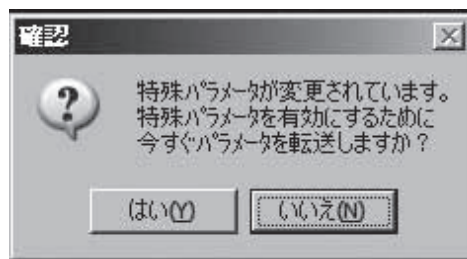 確認
特殊パラメータが変更されています。
特殊パラメータを有効にするために
今すぐパラメータを転送しますか？
はい(Y)
いいえ(N)